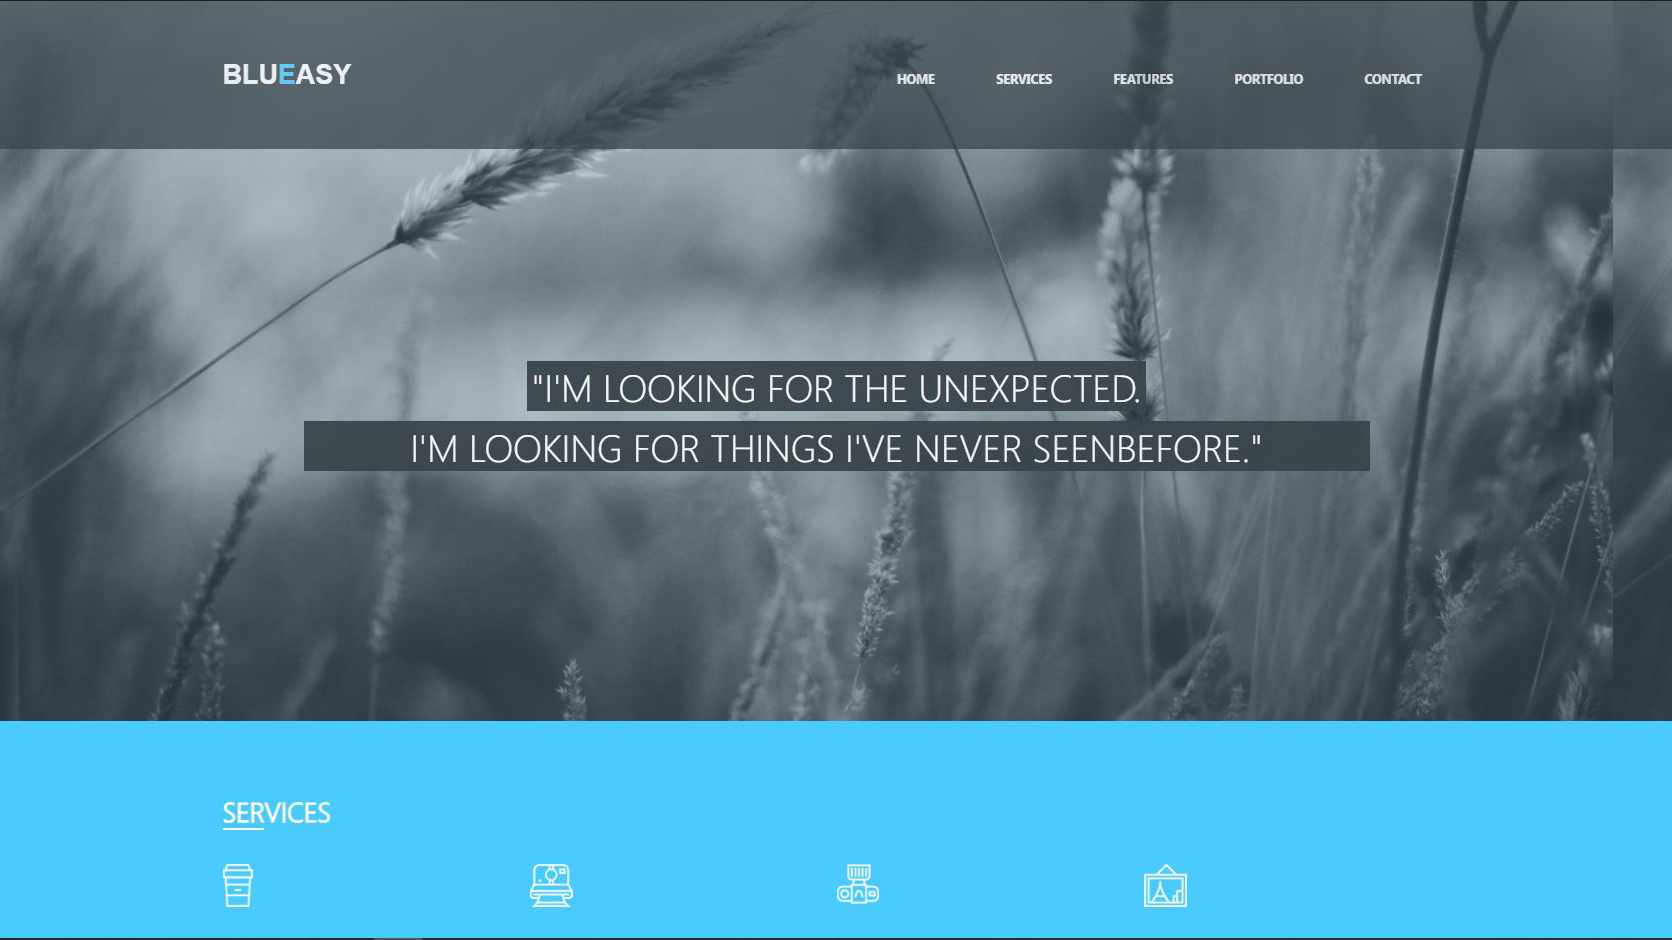 BLUEASY
HOME SERVICES FEATURES PORTFOLIO CONTACT
"I'M LOOKING FOR THE UNEXPECTED.
I'M LOOKING FOR THINGS I'VE NEVER SEENBEFORE."
SERVICES